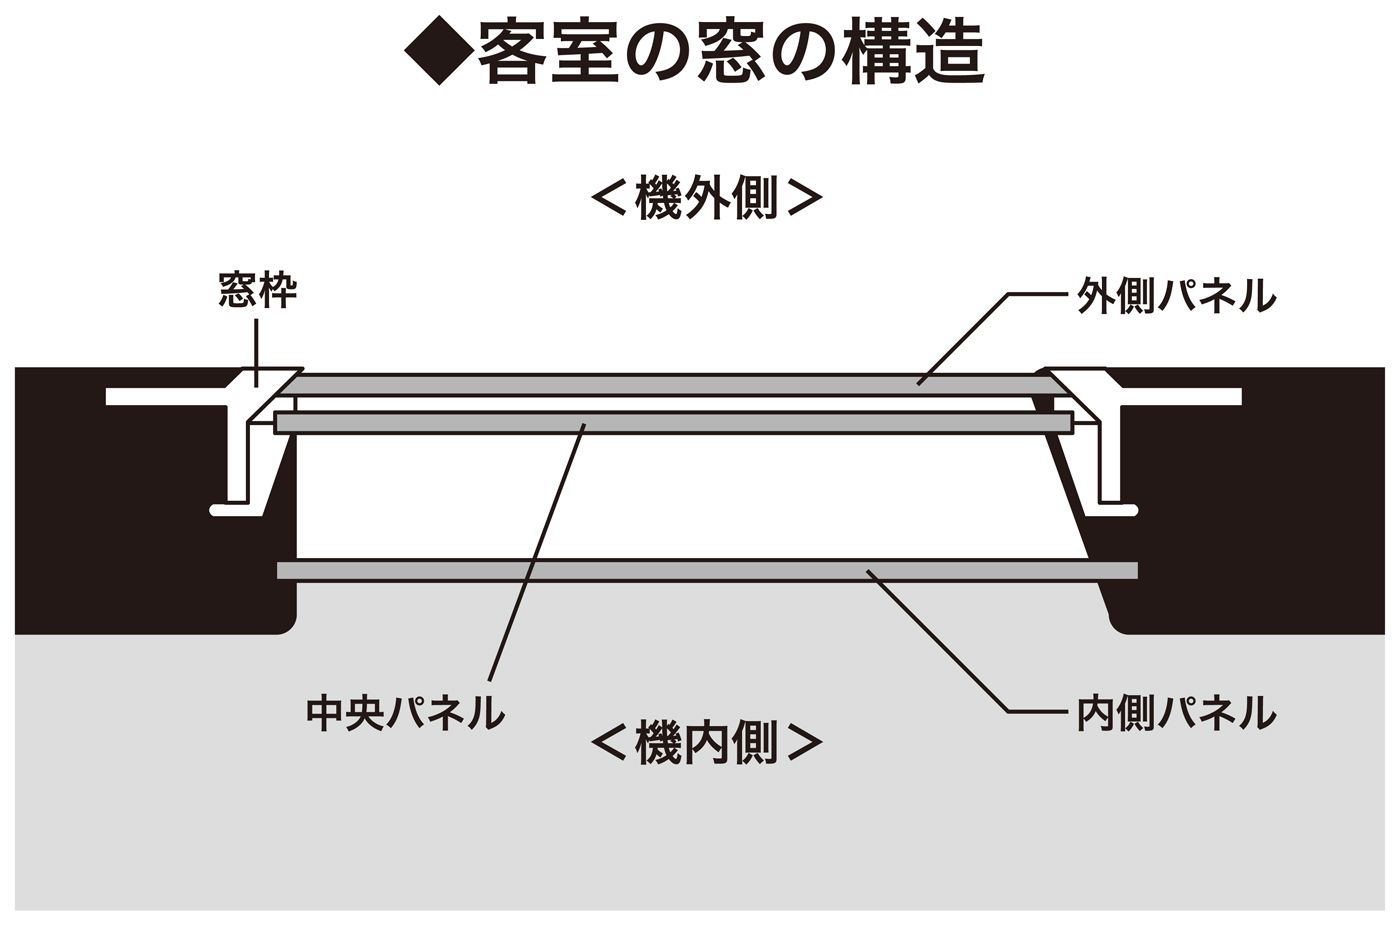 ◆客室の窓の構造
＜機外側＞
窓枠
外側パネル
中央パネル
＜機内側＞
内側パネル